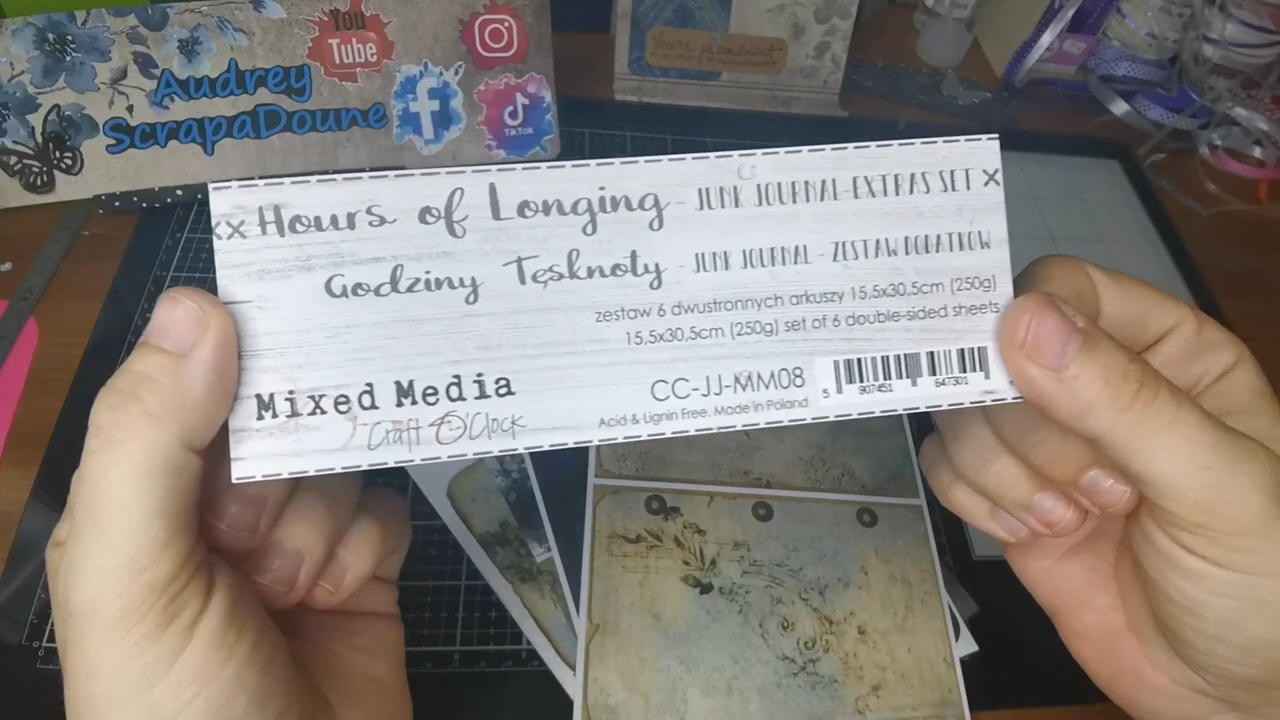 You
Tube
Audrey
ScrapaDoune
TikTok
xx Hours of Longing - JUNK JOURNAL-EXTRAS SET x
Godziny Tęsknoty - JUNK JOURNAL - ZESTAW DODATKÓW
zestaw 6 dwustronnych arkuszy 15,5x30,5cm (250g)
15,5x30,5cm (250g) set of 6 double-sided sheets
Mixed Media
Craft O'Clock
CC-JJ-MM08
Acid & Lignin Free. Made in Poland
5 907451 647301